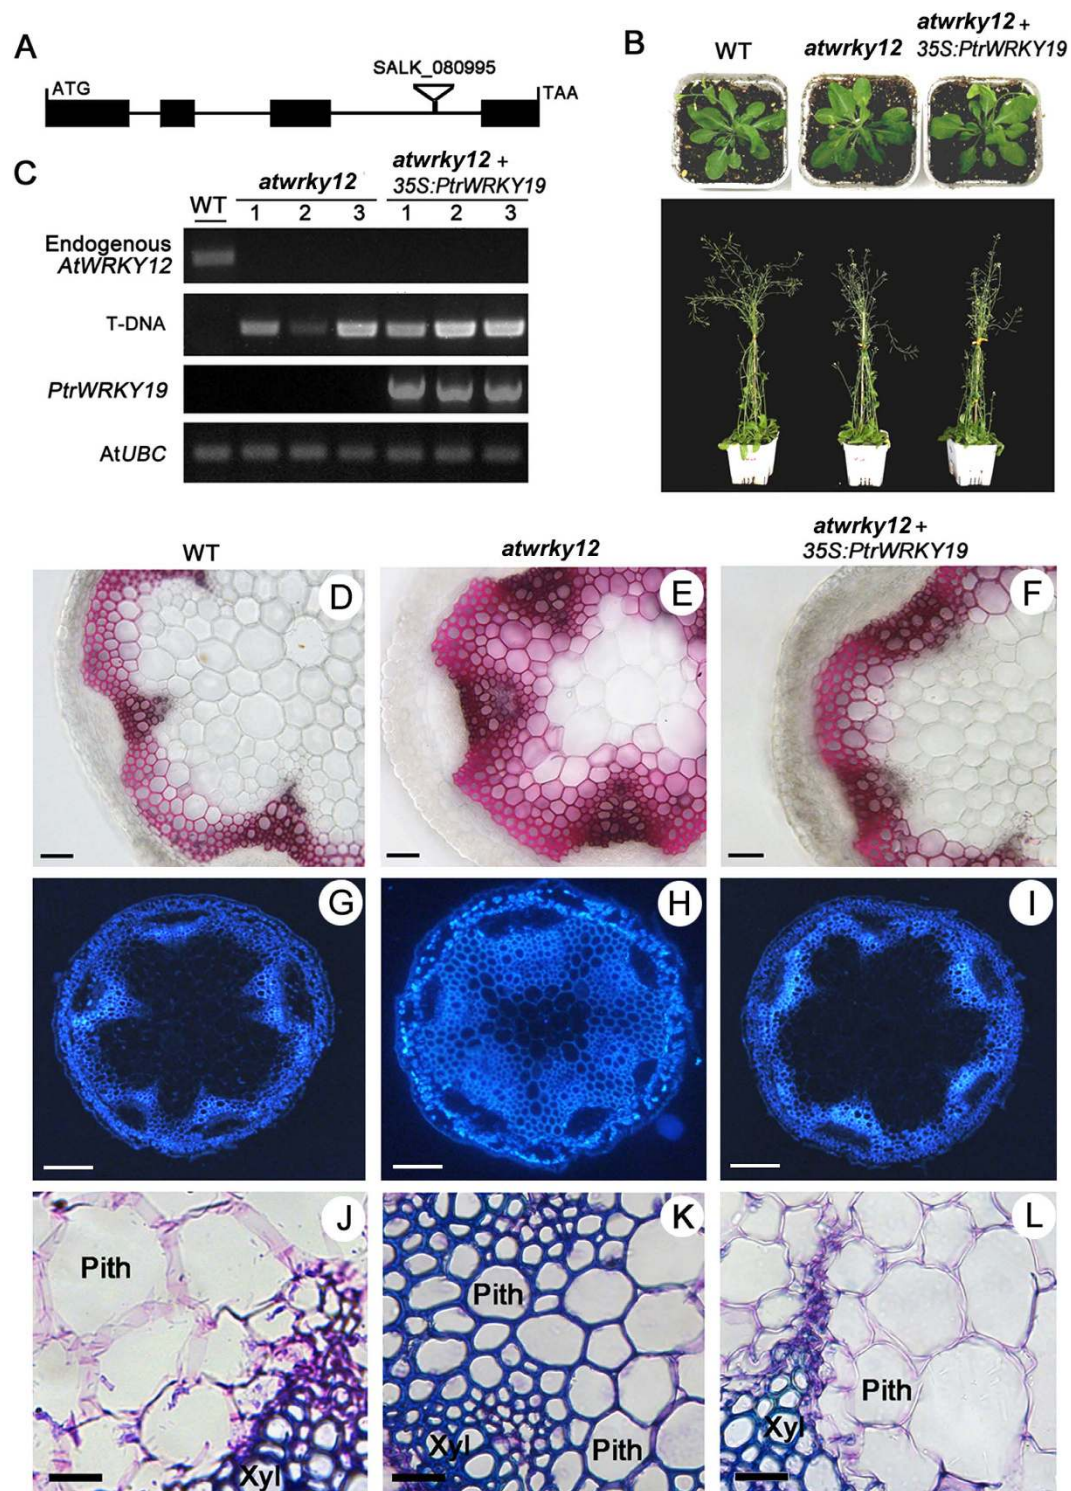 A
ATG
SALK_080995
TAA
B
WT
atwrky12
atwrky12 +
35S:PtrWRKY19
C
WT
atwrky12
atwrky12 +
35S:PtrWRKY19
1 2 3 1 2 3
Endogenous
AtWRKY12
T-DNA
PtrWRKY19
AtUBC
WT
atwrky12
atwrky12 +
35S:PtrWRKY19
D
E
F
G
H
I
J
Pith
Xyl
K
Pith
Xyl
Pith
L
Pith
Xyl